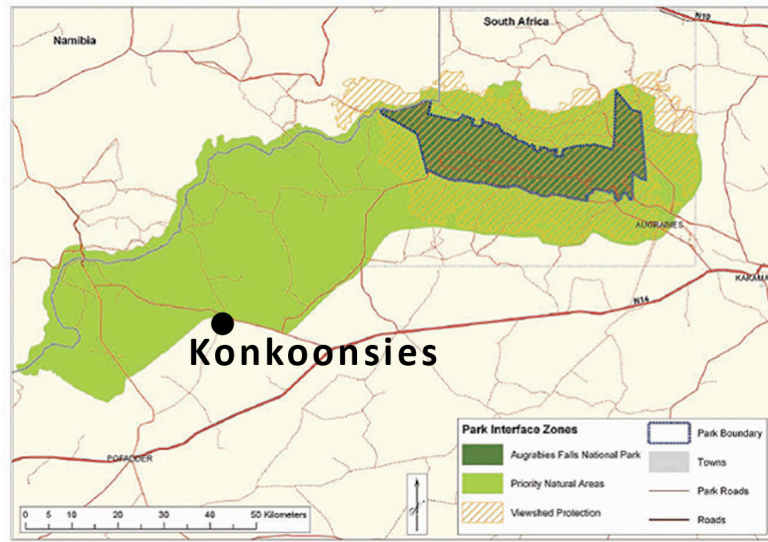 Namibia
South Africa
N10
AUGRABIES
KAKAMA
N14
Konkoonsies
POFADDER
Park Interface Zones
Augrabies Falls National Park
Priority Natural Areas
Viewshed Protection
Park Boundary
Towns
Park Roads
Roads
0 5 10 20 30 40 50 Kilometers